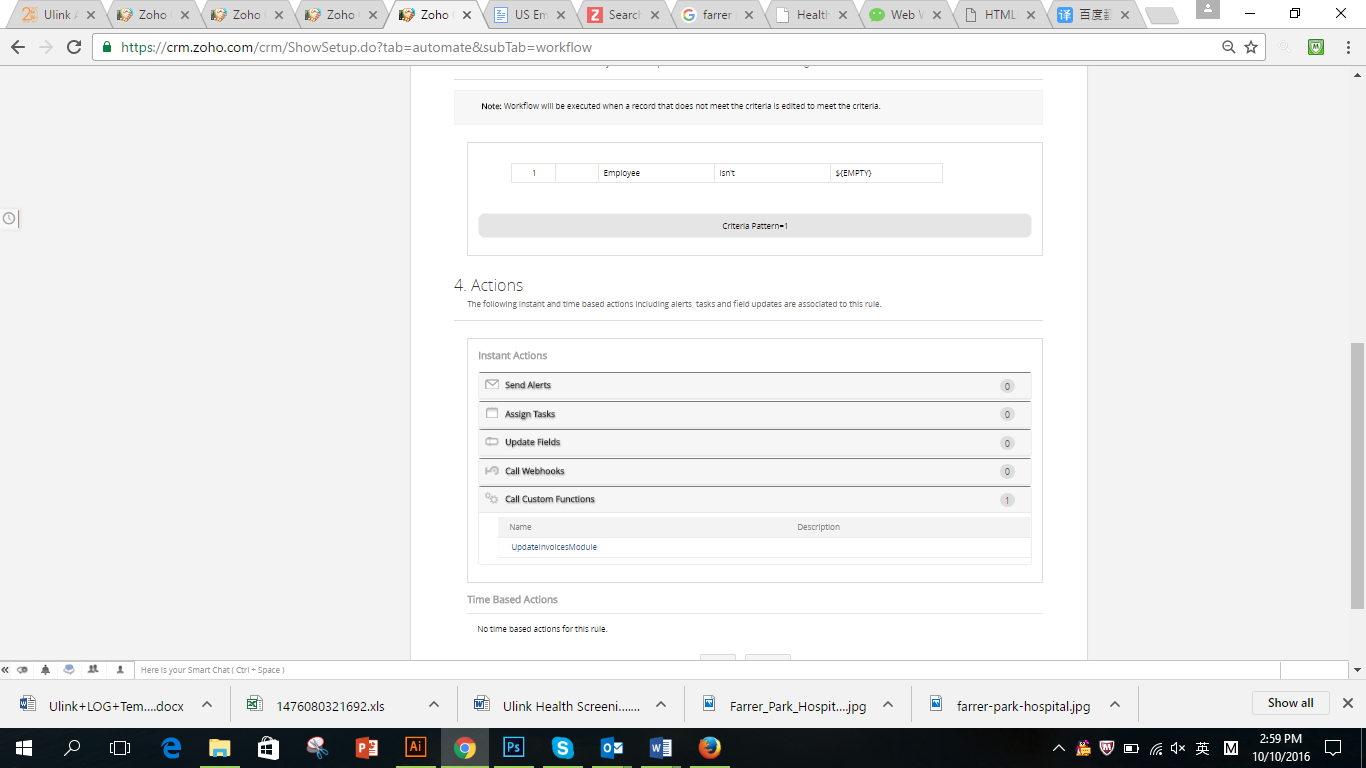 Ulink A
Zoho
Zoho
Zoho
Zoho
US Em
Search
farrer
Health
Web W
HTML
https://crm.zoho.com/crm/ShowSetup.do?tab=automate&subTab=workflow
Note: Workflow will be executed when a record that does not meet the criteria is edited to meet the criteria.
1 Employee Isn't ${EMPTY}
Criteria Pattern=1
4. Actions
The following instant and time based actions including alerts, tasks and field updates are associated to this rule.
Instant Actions
Send Alerts 0
Assign Tasks 0
Update Fields 0
Call Webhooks 0
Call Custom Functions 1
Name Description
UpdateInvoicesModule
Time Based Actions
No time based actions for this rule.
Here is your Smart Chat ( Ctrl + Space )
Ulink+LOG+Tem....docx
1476080321692.xls
Ulink Health Screeni.......
Farrer_Park_Hospit....jpg
farrer-park-hospital.jpg
Show all
英 M
2:59 PM
10/10/2016